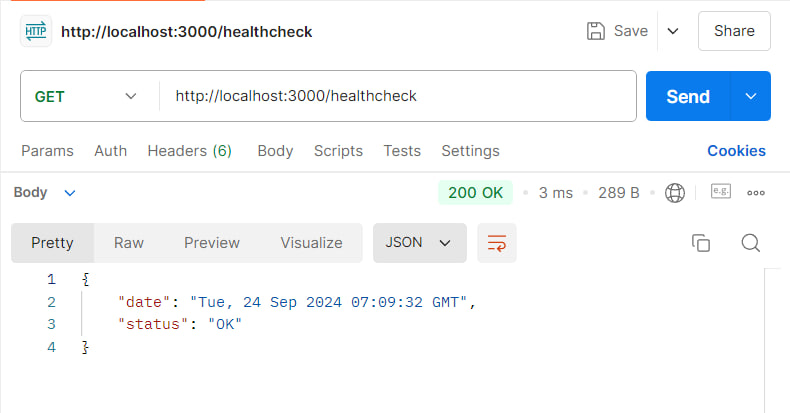 HTTP http://localhost:3000/healthcheck Save Share
GET http://localhost:3000/healthcheck Send
Params Auth Headers (6) Body Scripts Tests Settings Cookies
Body 200 OK 3 ms 289 B e.g.
Pretty Raw Preview Visualize JSON
1 {
2 "date": "Tue, 24 Sep 2024 07:09:32 GMT",
3 "status": "OK"
4 }